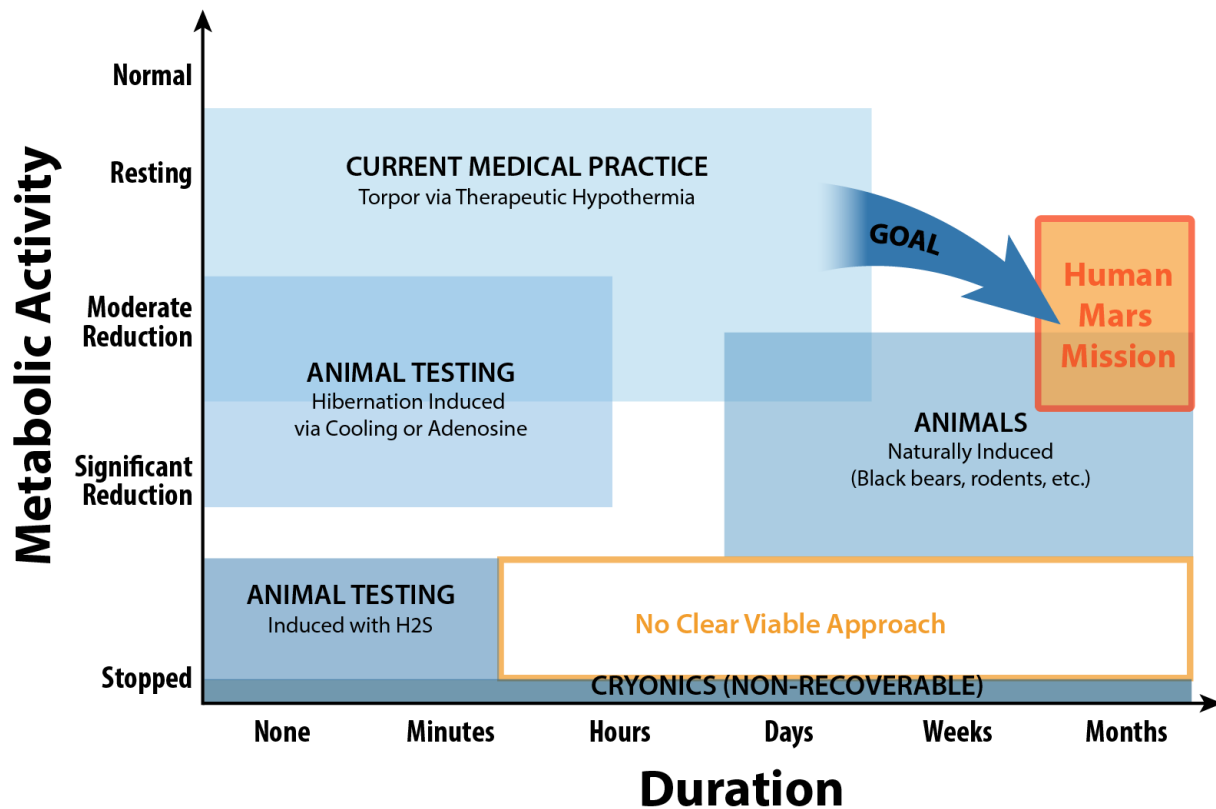 Metabolic Activity
Normal
Resting
Moderate
Reduction
Significant
Reduction
Stopped
CURRENT MEDICAL PRACTICE
Torpor via Therapeutic Hypothermia
GOAL
Human
Mars
Mission
ANIMAL TESTING
Hibernation Induced
via Cooling or Adenosine
ANIMALS
Naturally Induced
(Black bears, rodents, etc.)
ANIMAL TESTING
Induced with H2S
No Clear Viable Approach
CRYONICS (NON-RECOVERABLE)
None
Minutes
Hours
Days
Weeks
Months
Duration